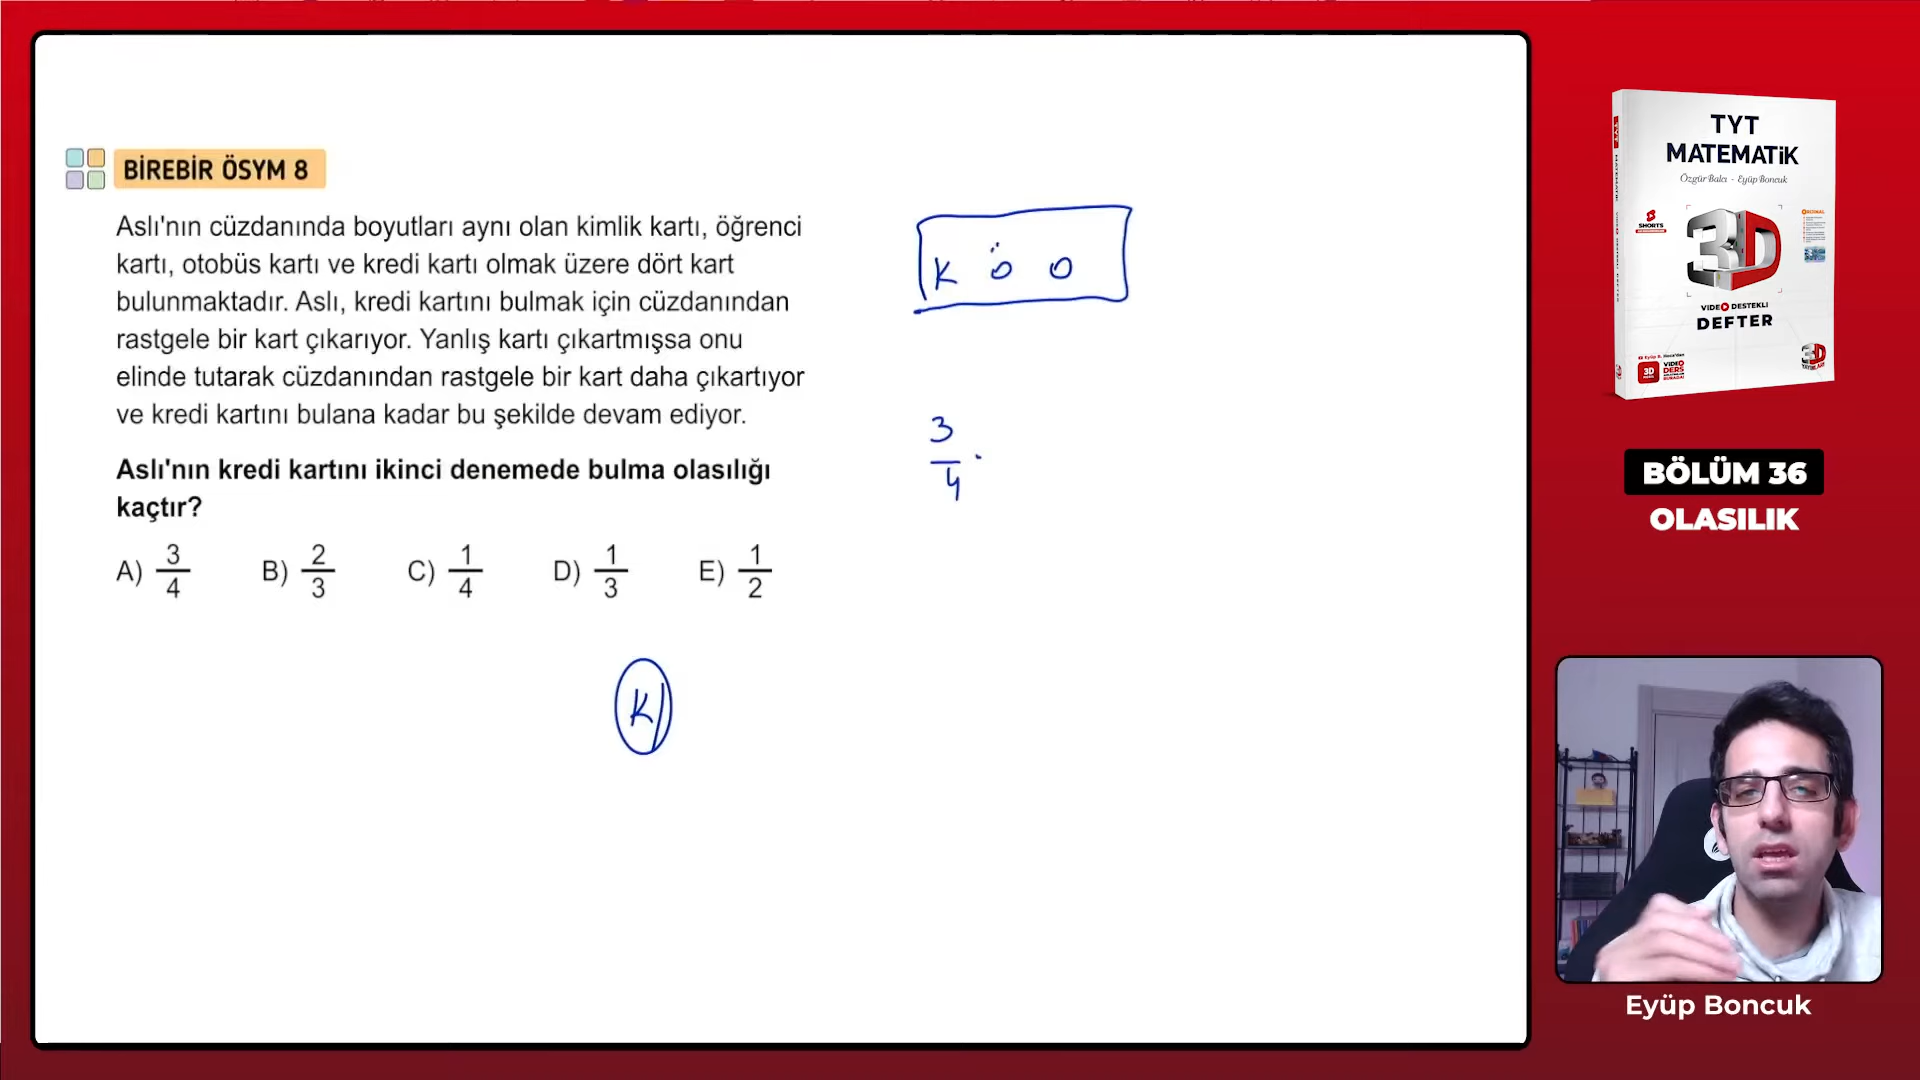 BİREBİR ÖSYM 8
Aslı'nın cüzdanında boyutları aynı olan kimlik kartı, öğrenci
kartı, otobüs kartı ve kredi kartı olmak üzere dört kart
bulunmaktadır. Aslı, kredi kartını bulmak için cüzdanından
rastgele bir kart çıkarıyor. Yanlış kartı çıkartmışsa onu
elinde tutarak cüzdanından rastgele bir kart daha çıkartıyor
ve kredi kartını bulana kadar bu şekilde devam ediyor.
Aslı'nın kredi kartını ikinci denemede bulma olasılığı
kaçtır?
A) 3/4 B) 2/3 C) 1/4 D) 1/3 E) 1/2
K Ö O
3/4 .
K
TYT
MATEMATİK
Özgür Balcı - Eyüp Boncuk
SHORTS
3D
VIDEO DESTEKLİ
DEFTER
BÖLÜM 36
OLASILIK
Eyüp Boncuk